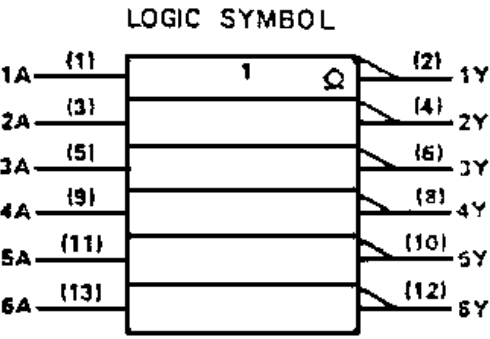 LOGIC SYMBOL
1A (1) 1 ⎐ (2) 1Y
2A (3) (4) 2Y
3A (5) (6) 3Y
4A (9) (8) 4Y
5A (11) (10) 5Y
6A (13) (12) 6Y